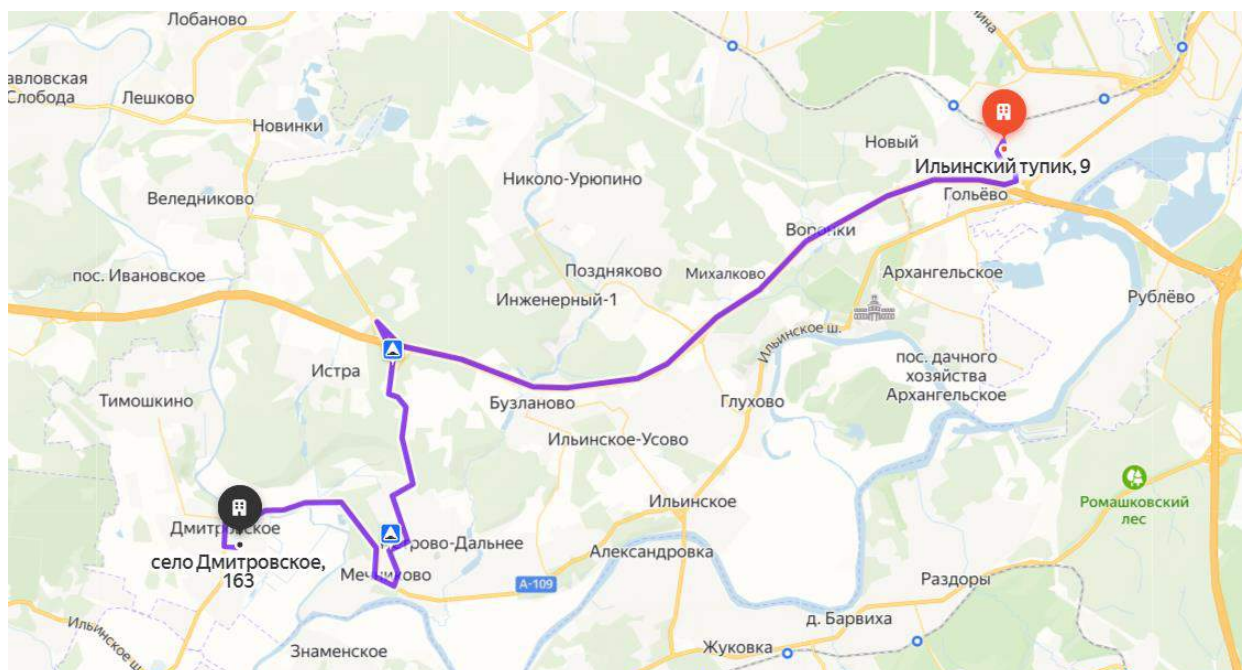 Лобаново
авловская
Слобода
Лешково
Новинки
Новый
Ильинский тупик, 9
Николо-Урюпино
Гольёво
Веледниково
Воронки
пос. Ивановское
Поздняково
Михалково
Архангельское
Инженерный-1
Рублёво
Ильинское ш.
Истра
пос. дачного
хозяйства
Архангельское
Тимошкино
Бузланово
Глухово
Ильинское-Усово
Ильинское
Ромашковский
лес
Дмитровское
село Дмитровское,
163
Александровка
Мечниково
А-109
Раздоры
д. Барвиха
Ильинское ш.
Знаменское
Жуковка